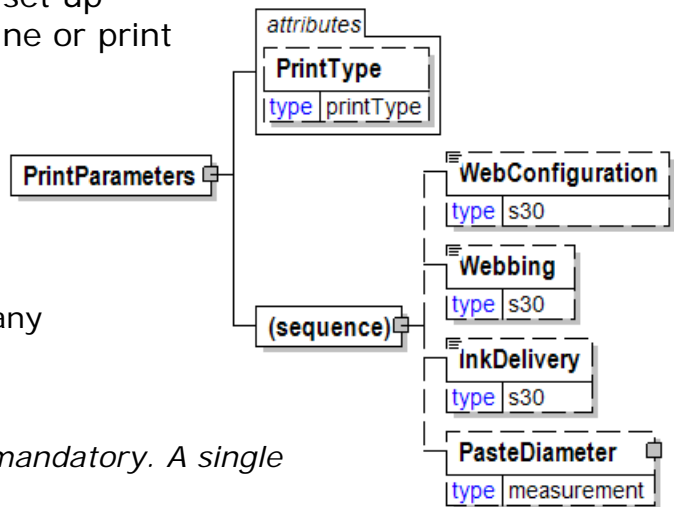 set up
ne or print
attributes
PrintType
type printType
PrintParameters
WebConfiguration
type s30
Webbing
type s30
any
(sequence)
InkDelivery
type s30
mandatory. A single
PasteDiameter
type measurement